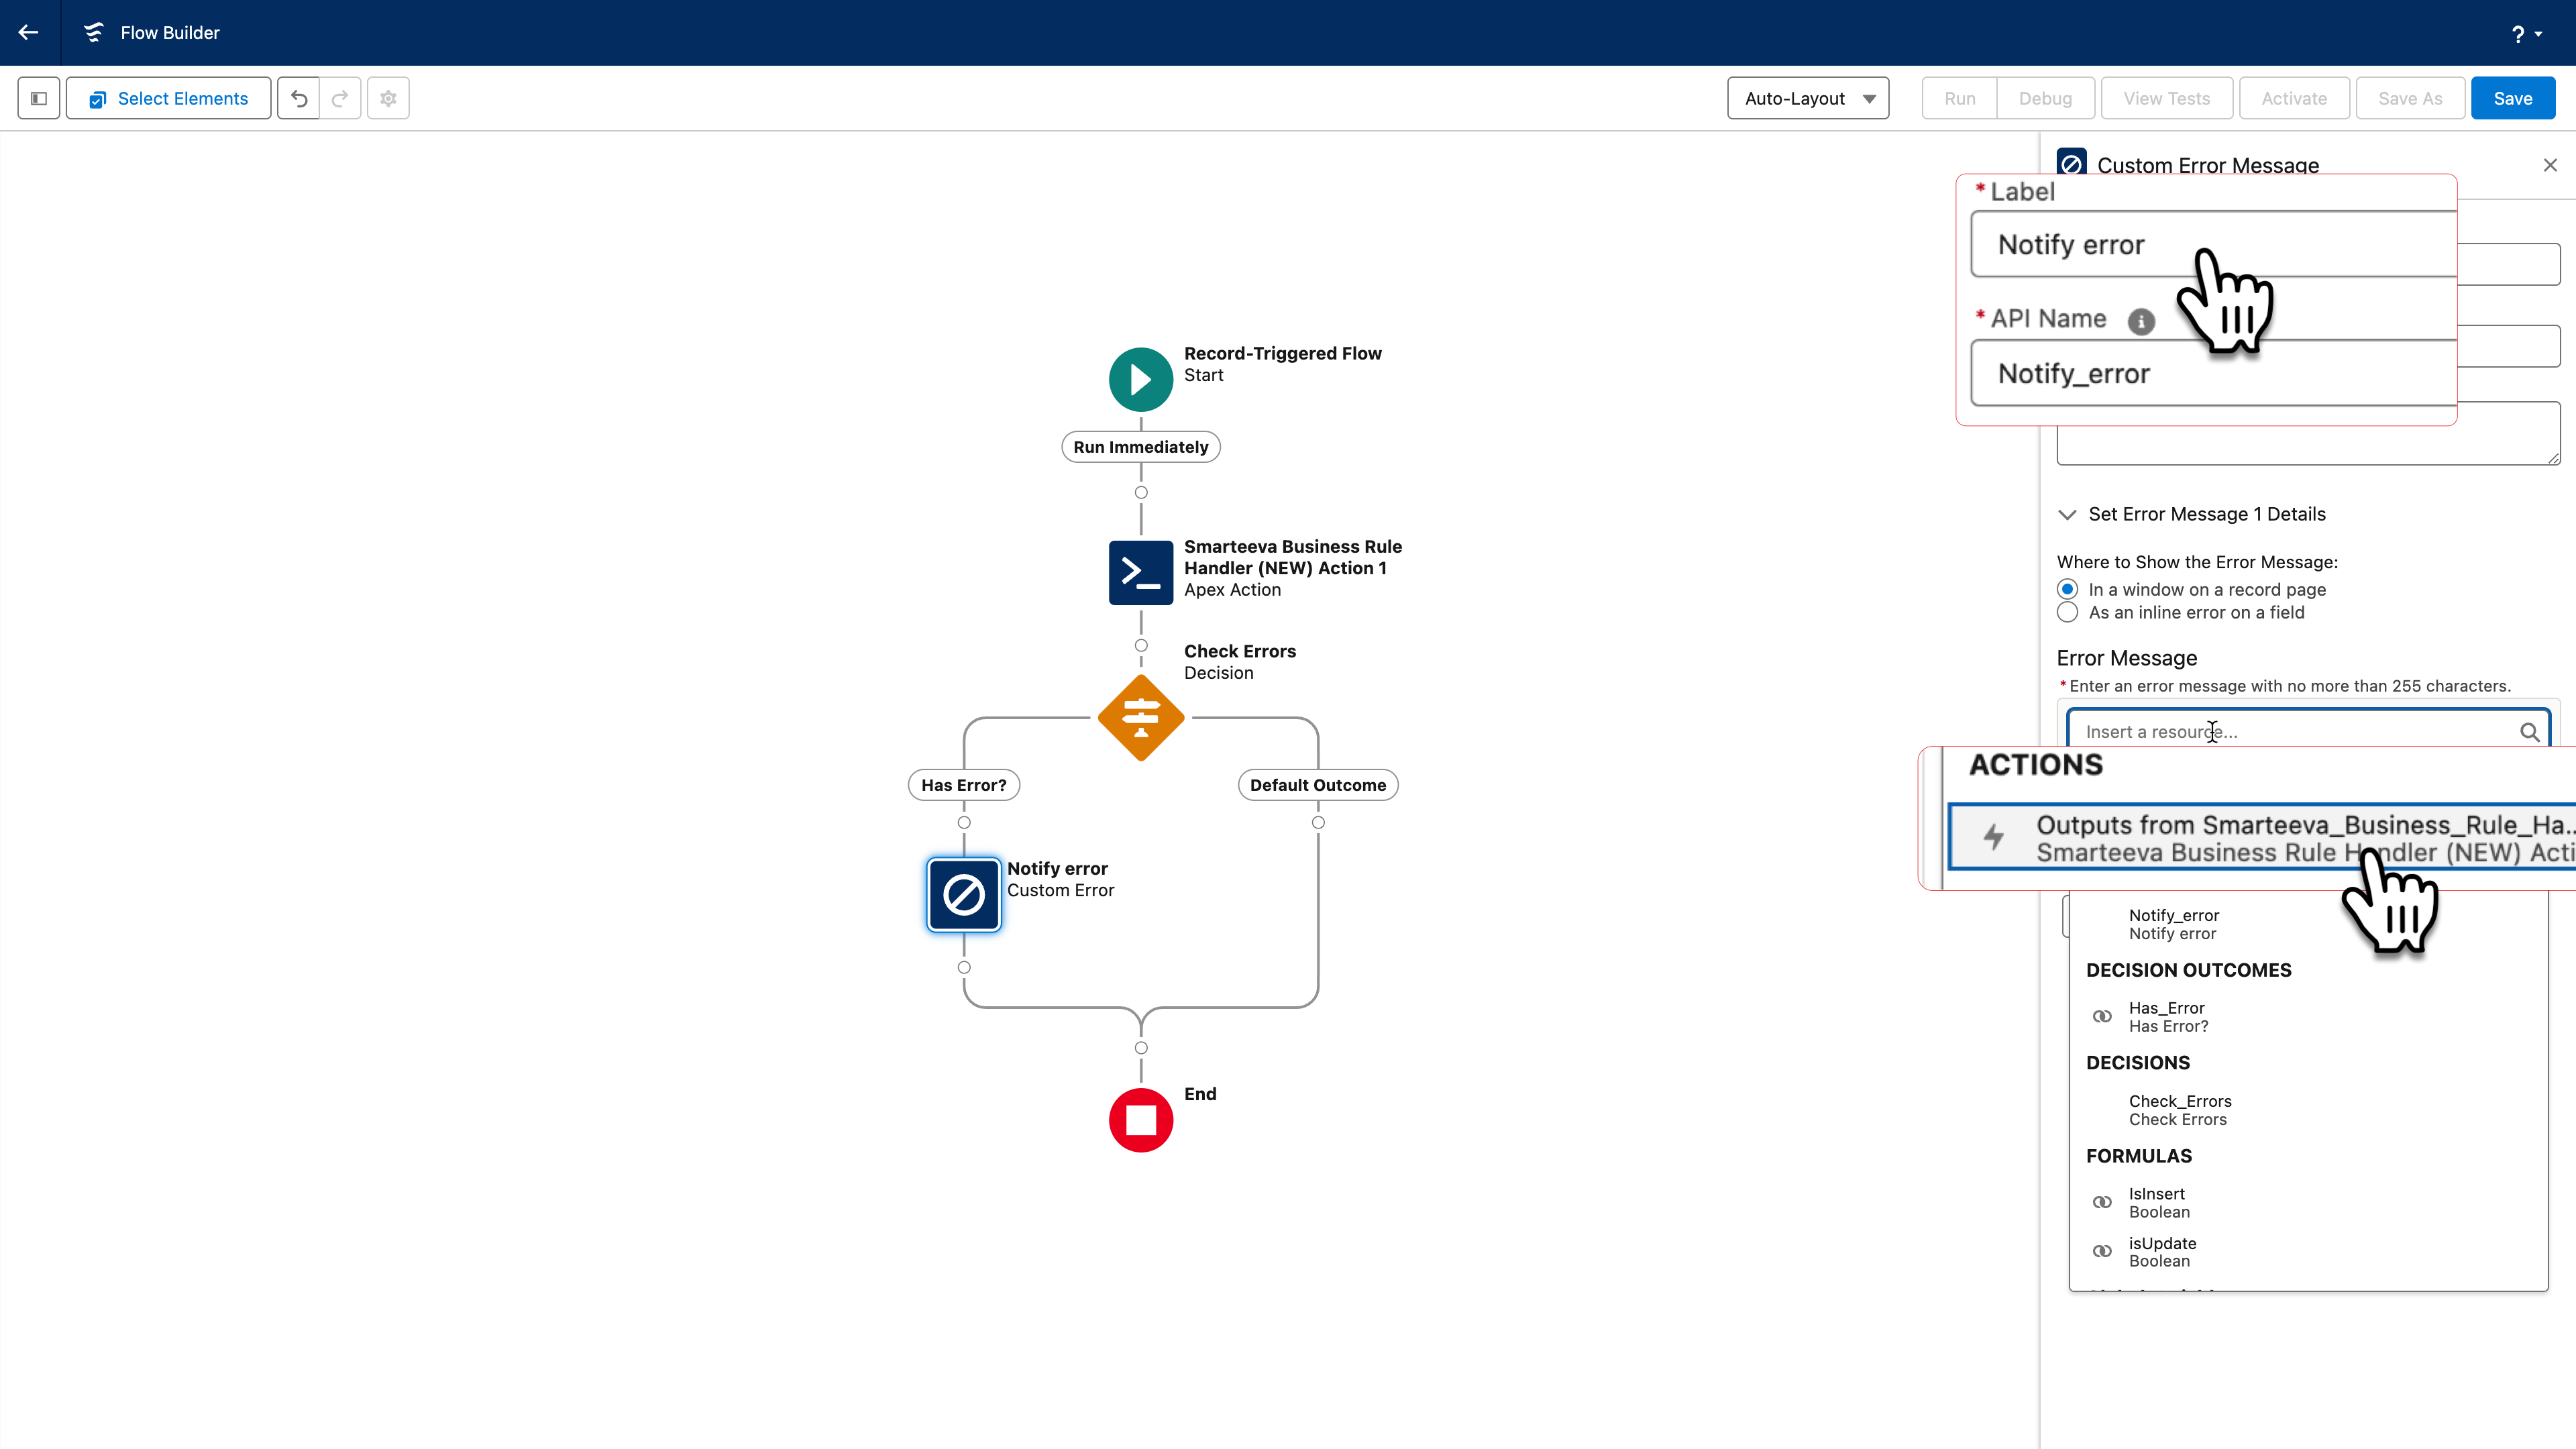 Flow Builder
?
Select Elements
Auto-Layout
Run
Debug
View Tests
Activate
Save As
Save
Custom Error Message
* Label
Notify error
* API Name
Notify_error
Record-Triggered Flow
Start
Run Immediately
Smarteeva Business Rule
Handler (NEW) Action 1
Apex Action
Check Errors
Decision
Has Error?
Default Outcome
Notify error
Custom Error
End
Set Error Message 1 Details
Where to Show the Error Message:
In a window on a record page
As an inline error on a field
Error Message
* Enter an error message with no more than 255 characters.
Insert a resource...
ACTIONS
Outputs from Smarteeva_Business_Rule_Ha...
Smarteeva Business Rule Handler (NEW) Acti
Notify_error
Notify error
DECISION OUTCOMES
Has_Error
Has Error?
DECISIONS
Check_Errors
Check Errors
FORMULAS
IsInsert
Boolean
isUpdate
Boolean